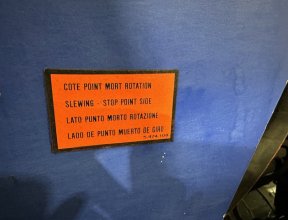 COTE POINT MORT ROTATION
SLEWING - STOP POINT SIDE
LATO PUNTO MORTO ROTAZIONE
LADO DE PUNTO MUERTO DE GIRO